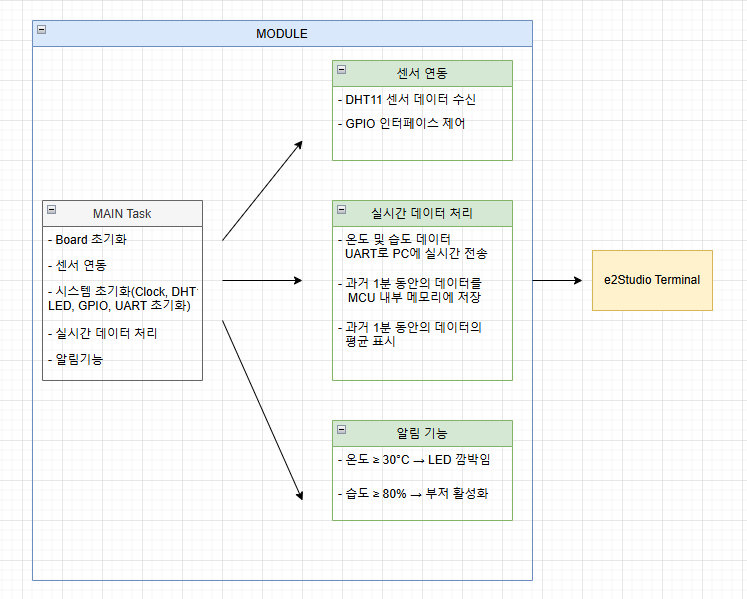 MODULE
센서 연동
- DHT11 센서 데이터 수신
- GPIO 인터페이스 제어
MAIN Task
- Board 초기화
- 센서 연동
- 시스템 초기화(Clock, DHT
LED, GPIO, UART 초기화)
- 실시간 데이터 처리
- 알림기능
실시간 데이터 처리
- 온도 및 습도 데이터
UART로 PC에 실시간 전송
- 과거 1분 동안의 데이터를
MCU 내부 메모리에 저장
- 과거 1분 동안의 데이터의
평균 표시
e2Studio Terminal
알림 기능
- 온도 ≥ 30°C → LED 깜박임
- 습도 ≥ 80% → 부저 활성화